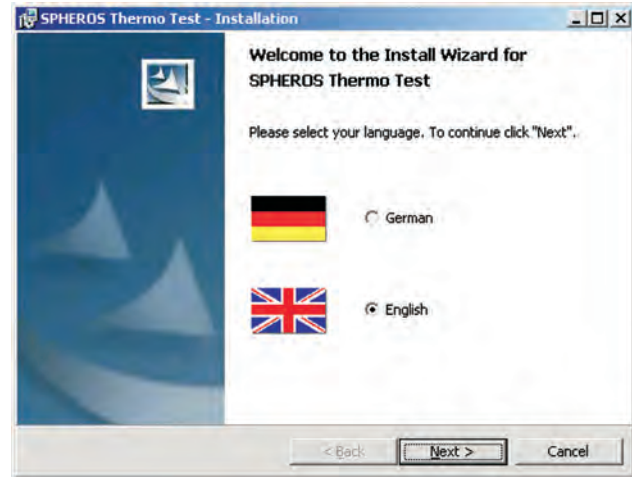 SPHEROS Thermo Test - Installation
Welcome to the Install Wizard for
SPHEROS Thermo Test
Please select your language. To continue click "Next".
German
English
< Back
Next >
Cancel